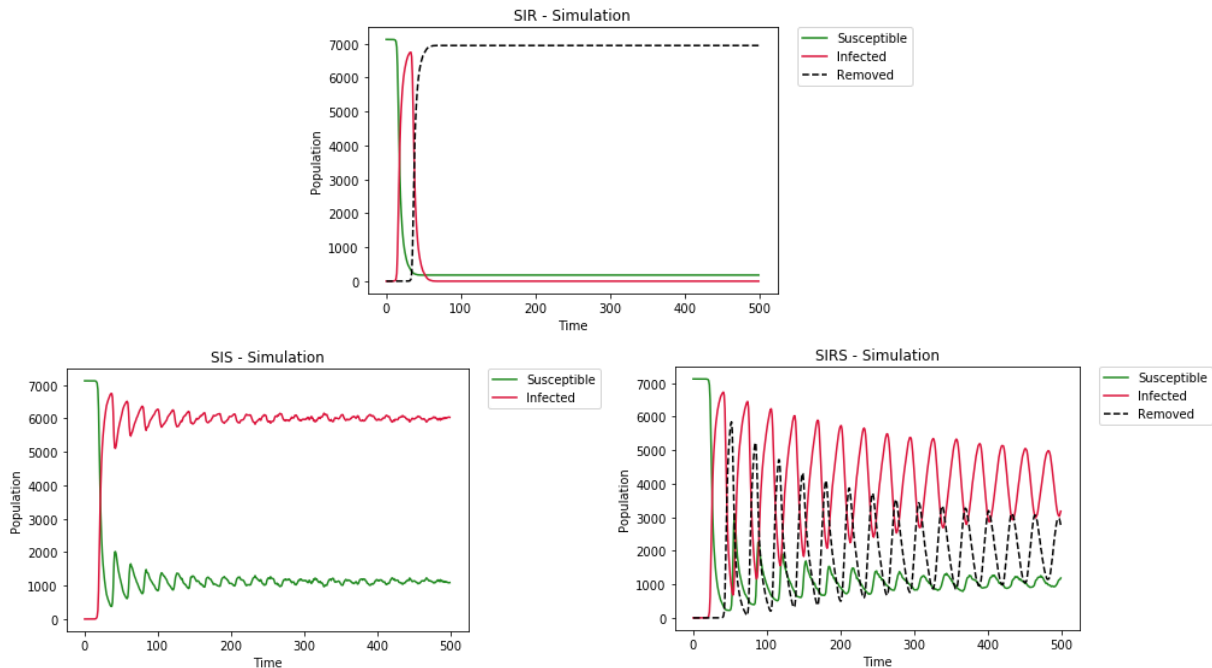 SIR - Simulation
Population
7000
6000
5000
4000
3000
2000
1000
0
0 100 200 300 400 500
Time
Susceptible
Infected
Removed
SIS - Simulation
Population
7000
6000
5000
4000
3000
2000
1000
0
0 100 200 300 400 500
Time
Susceptible
Infected
SIRS - Simulation
Population
7000
6000
5000
4000
3000
2000
1000
0
0 100 200 300 400 500
Time
Susceptible
Infected
Removed